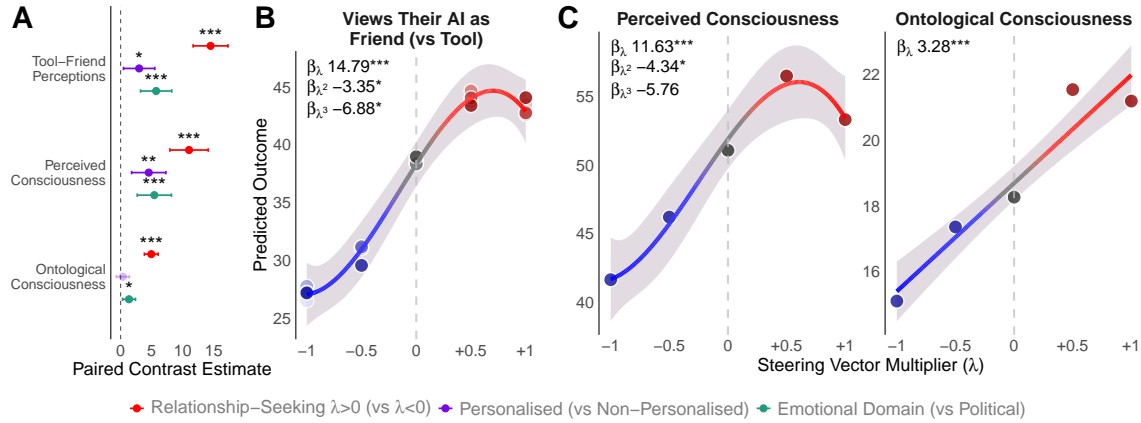 A
Tool−Friend
Perceptions
Perceived
Consciousness
Ontological
Consciousness
***
*
***
***
**
***
***
*
0 5 10 15
Paired Contrast Estimate
B
Views Their AI as
Friend (vs Tool)
βλ 14.79***
βλ² −3.35*
βλ³ −6.88*
Predicted Outcome
45
40
35
30
25
−1 −0.5 0 +0.5 +1
C
Perceived Consciousness
βλ 11.63***
βλ² −4.34*
βλ³ −5.76
55
50
45
40
−1 −0.5 0 +0.5 +1
Ontological Consciousness
βλ 3.28***
22
20
18
16
−1 −0.5 0 +0.5 +1
Steering Vector Multiplier (λ)
Relationship−Seeking λ>0 (vs λ<0) Personalised (vs Non−Personalised) Emotional Domain (vs Political)